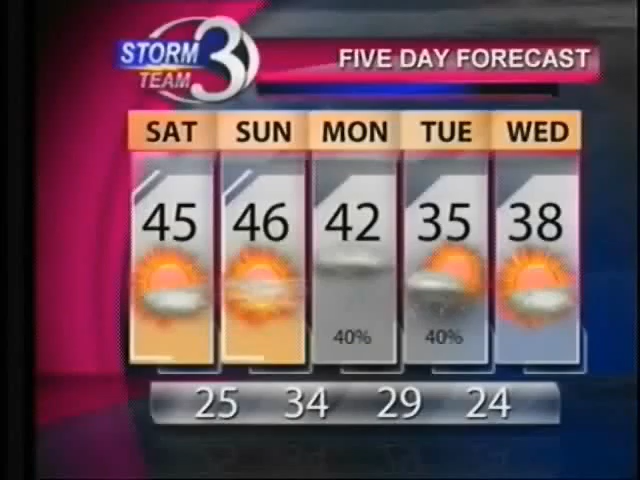 STORM
TEAM
3
FIVE DAY FORECAST
SAT SUN MON TUE WED
45 46 42 35 38
40% 40%
25 34 29 24